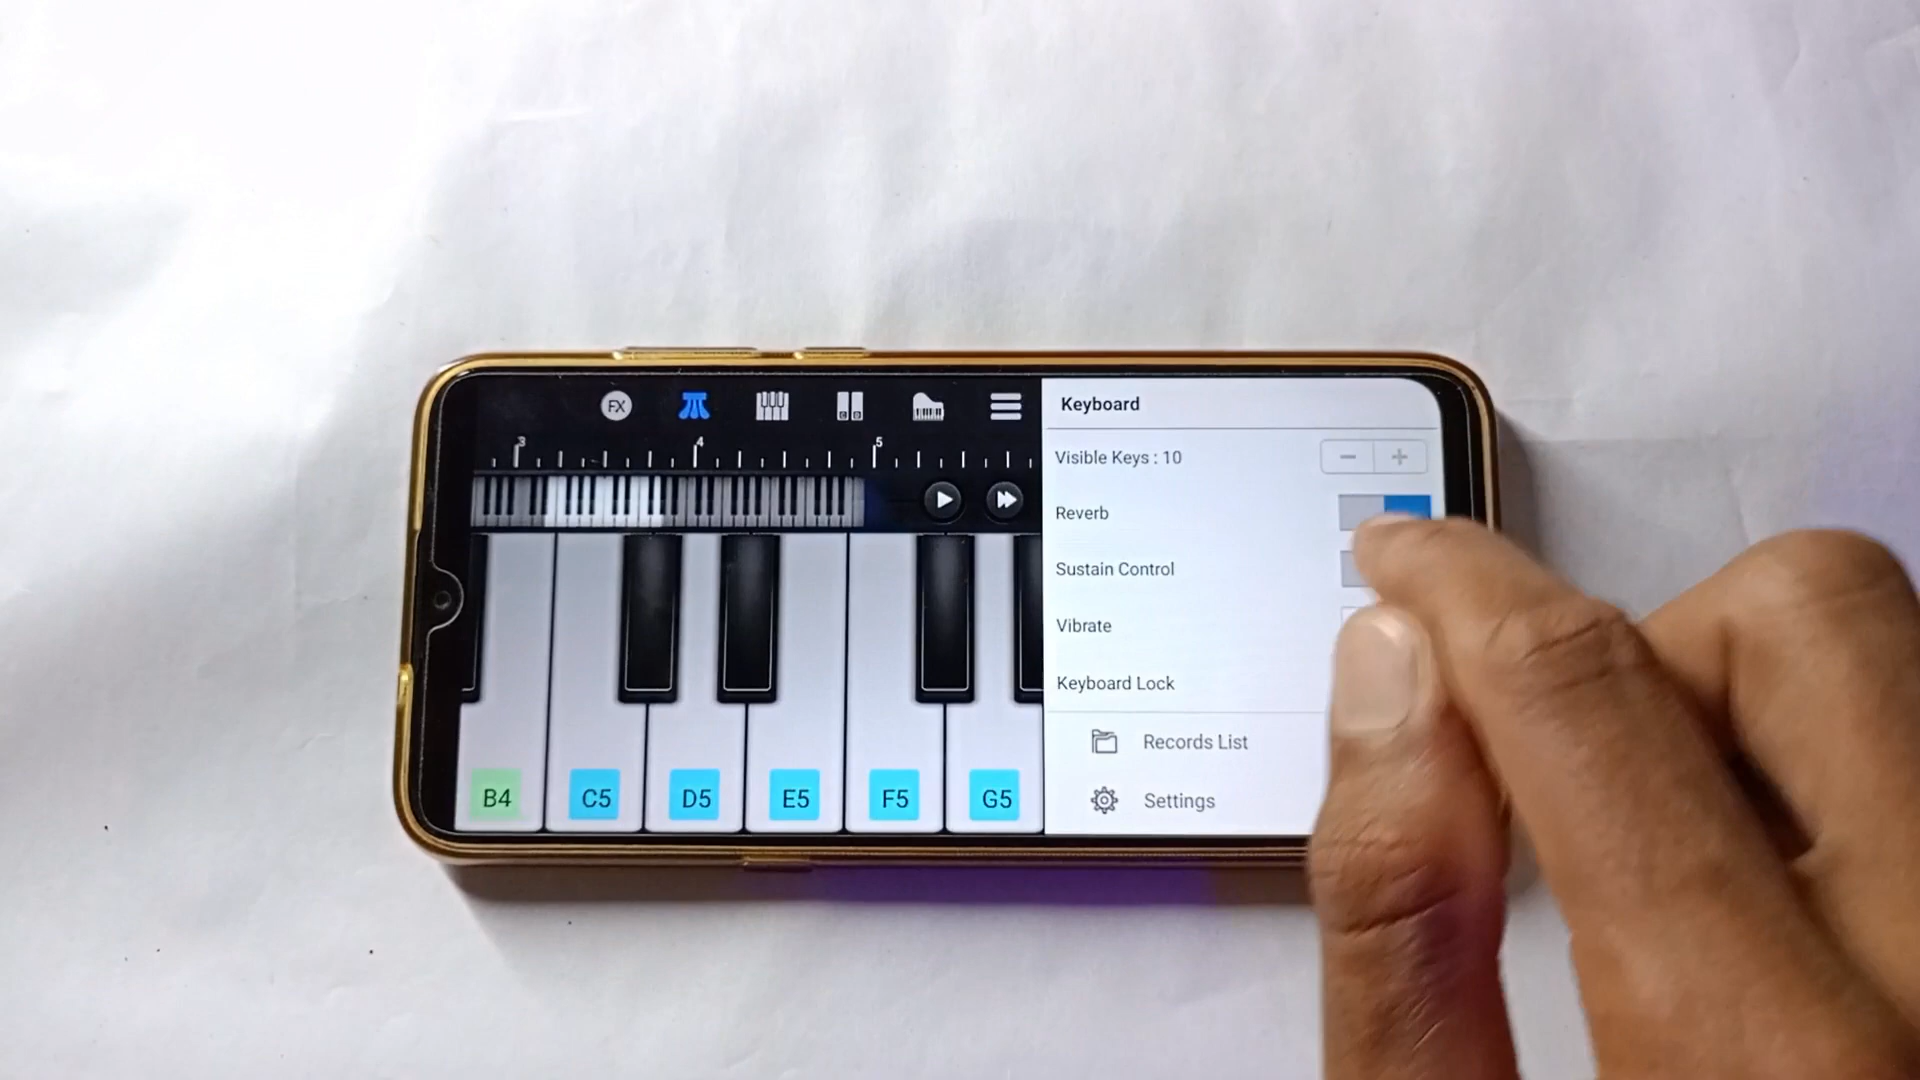 FX
3 4 5
B4 C5 D5 E5 F5 G5
Keyboard
Visible Keys : 10
− +
Reverb
Sustain Control
Vibrate
Keyboard Lock
Records List
Settings